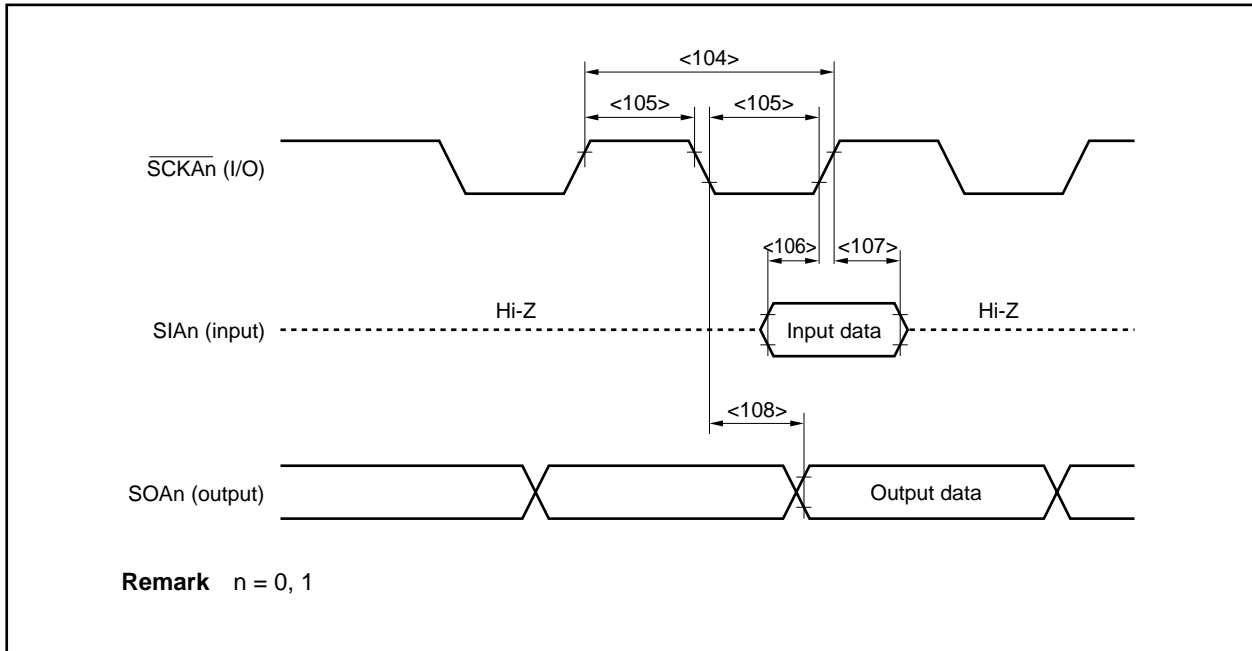 <104>
<105> <105>
SCKAn (I/O)
<106> <107>
Hi-Z Hi-Z
SIAn (input) Input data
<108>
SOAn (output) Output data
Remark n = 0, 1